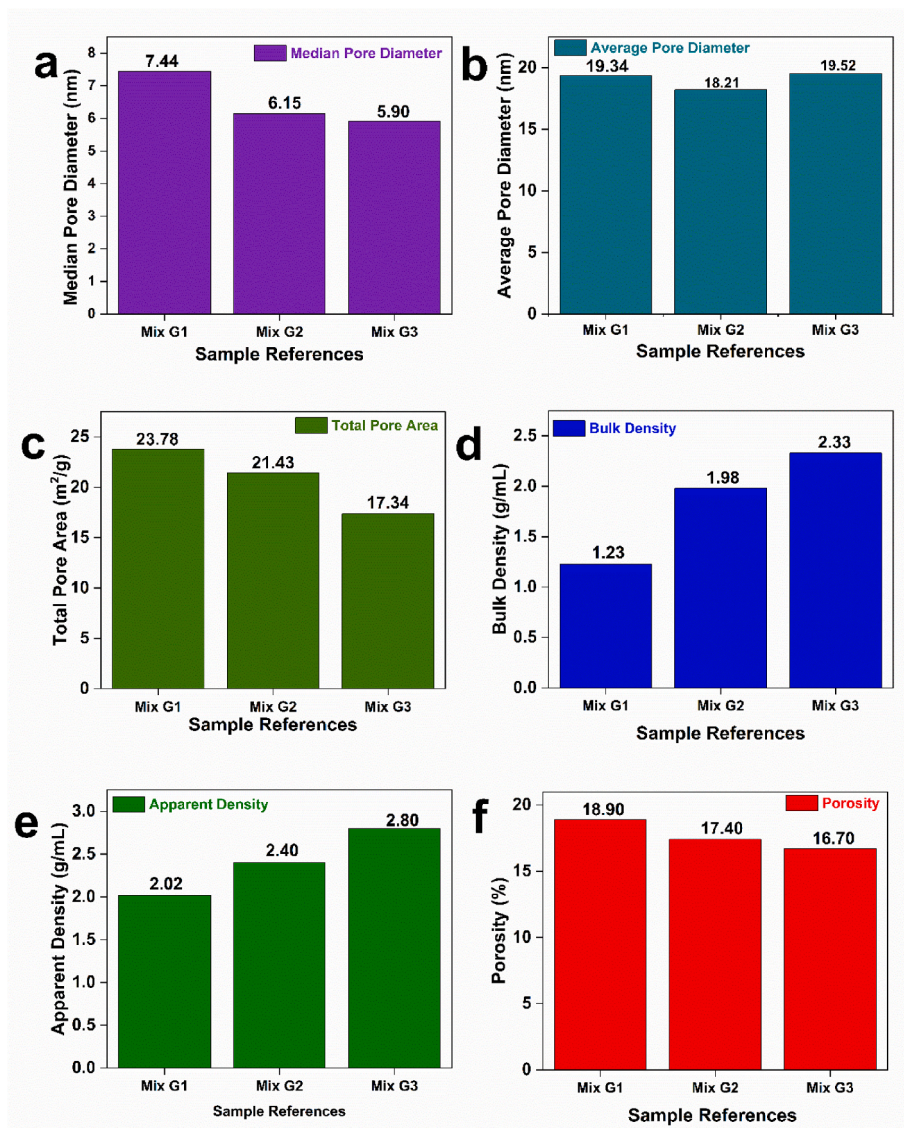 a
Median Pore Diameter
Median Pore Diameter (nm)
8
7
6
5
4
3
2
1
0
7.44
6.15
5.90
Mix G1 Mix G2 Mix G3
Sample References
b
Average Pore Diameter
Average Pore Diameter (nm)
20
15
10
5
0
19.34
18.21
19.52
Mix G1 Mix G2 Mix G3
Sample References
c
Total Pore Area
Total Pore Area (m²/g)
25
20
15
10
5
0
23.78
21.43
17.34
Mix G1 Mix G2 Mix G3
Sample References
d
Bulk Density
Bulk Density (g/mL)
2.5
2.0
1.5
1.0
0.5
0.0
1.23
1.98
2.33
Mix G1 Mix G2 Mix G3
Sample References
e
Apparent Density
Apparent Density (g/mL)
3.0
2.5
2.0
1.5
1.0
0.5
0.0
2.02
2.40
2.80
Mix G1 Mix G2 Mix G3
Sample References
f
Porosity
Porosity (%)
20
15
10
5
0
18.90
17.40
16.70
Mix G1 Mix G2 Mix G3
Sample References